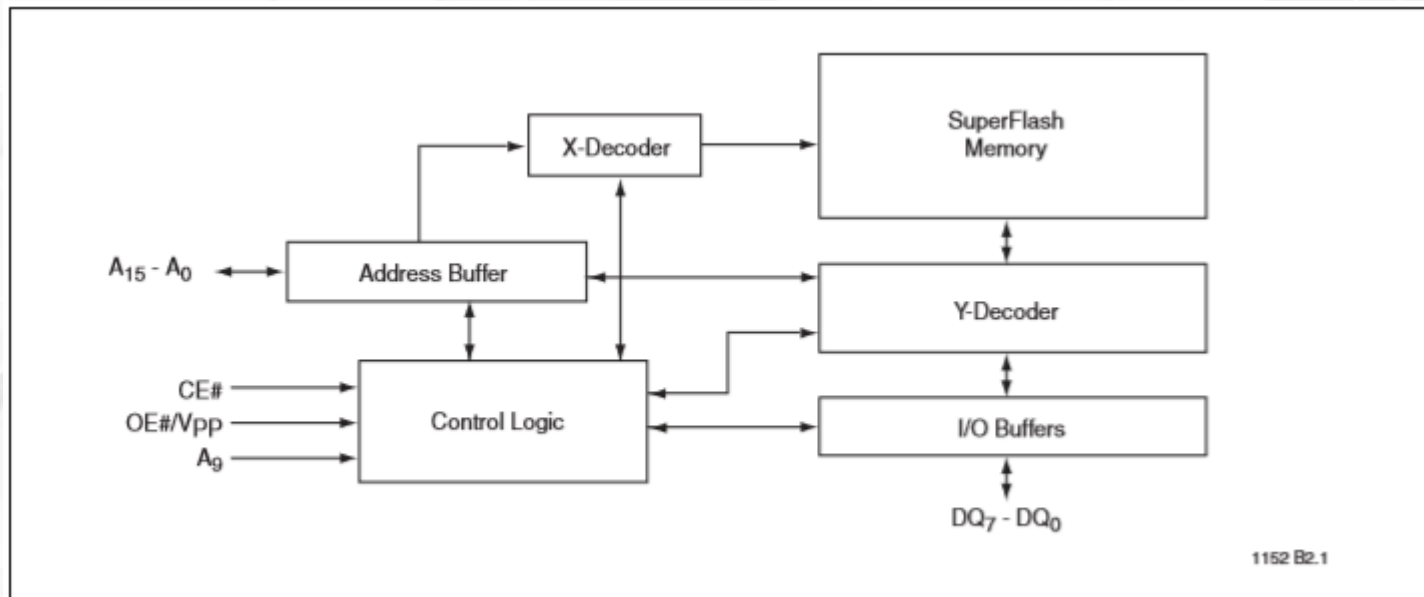 SuperFlash
Memory
X-Decoder
A15 - A0
Address Buffer
Y-Decoder
CE#
OE#/VPP
A9
Control Logic
I/O Buffers
DQ7 - DQ0
1152 B2.1